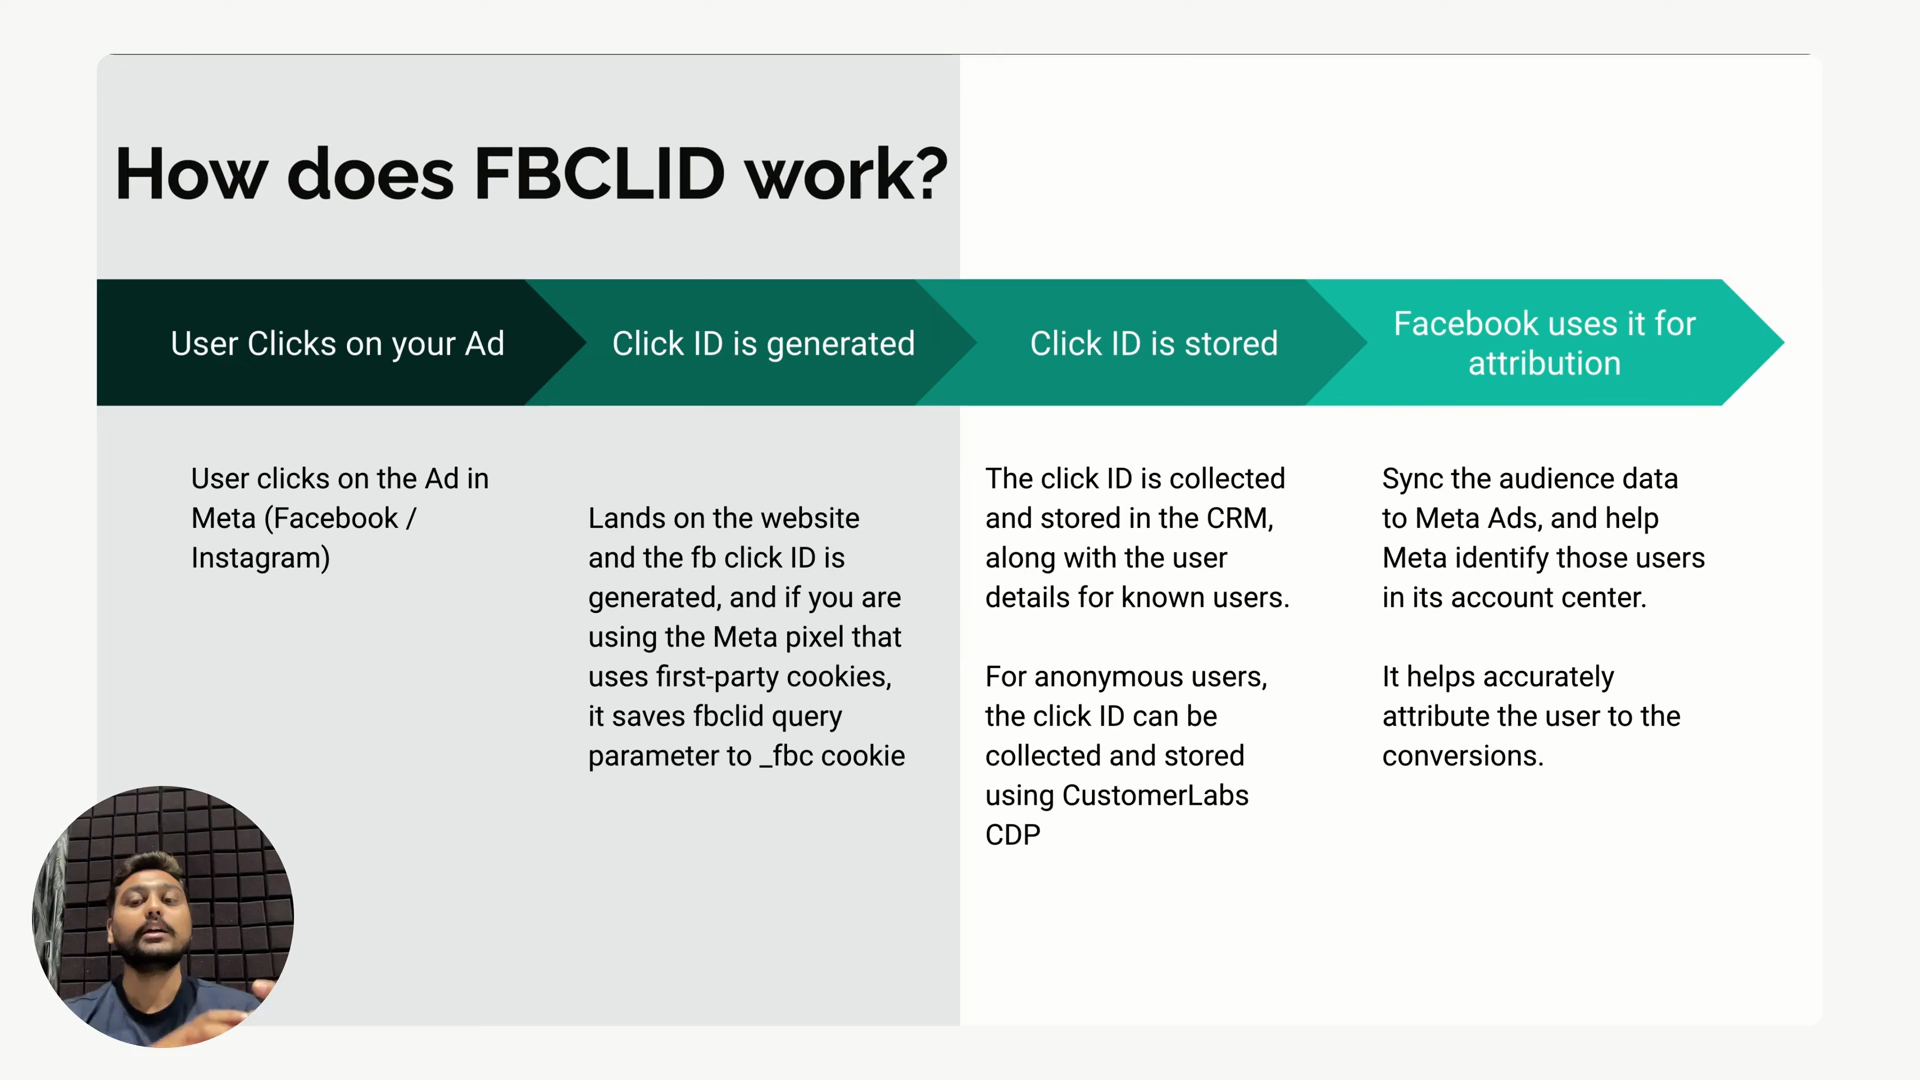 How does FBCLID work?
User Clicks on your Ad
Click ID is generated
Click ID is stored
Facebook uses it for
attribution
User clicks on the Ad in
Meta (Facebook /
Instagram)
Lands on the website
and the fb click ID is
generated, and if you are
using the Meta pixel that
uses first-party cookies,
it saves fbclid query
parameter to _fbc cookie
The click ID is collected
and stored in the CRM,
along with the user
details for known users.
For anonymous users,
the click ID can be
collected and stored
using CustomerLabs
CDP
Sync the audience data
to Meta Ads, and help
Meta identify those users
in its account center.
It helps accurately
attribute the user to the
conversions.